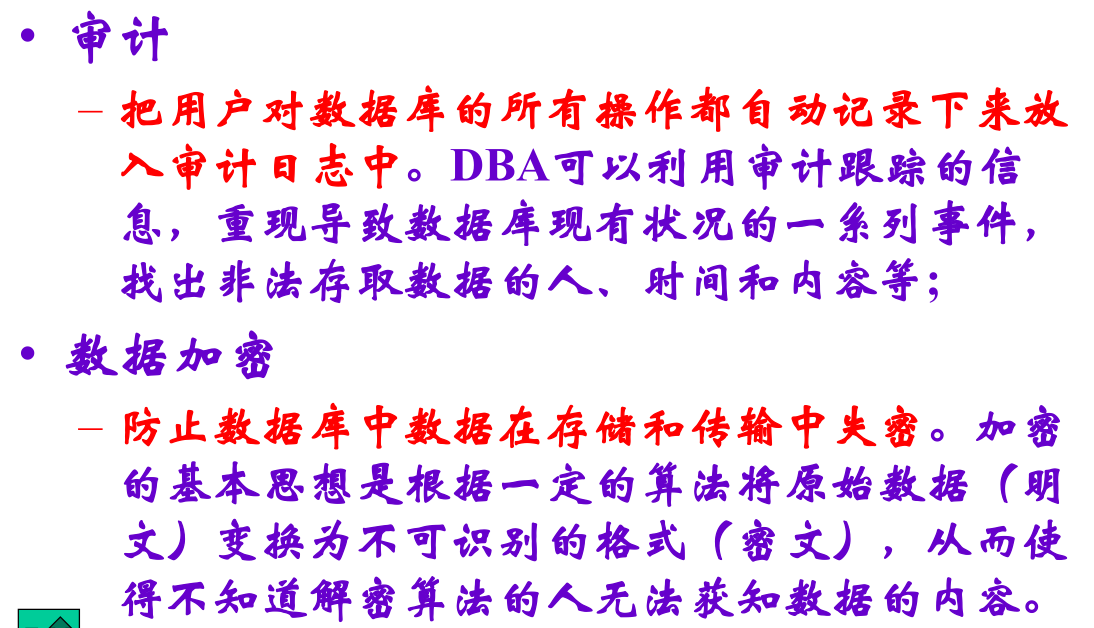 • 审计
– 把用户对数据库的所有操作都自动记录下来放
入审计日志中。DBA可以利用审计跟踪的信
息，重现导致数据库现有状况的一系列事件，
找出非法存取数据的人、时间和内容等；
• 数据加密
– 防止数据库中数据在存储和传输中失密。加密
的基本思想是根据一定的算法将原始数据（明
文）变换为不可识别的格式（密文），从而使
得不知道解密算法的人无法获知数据的内容。